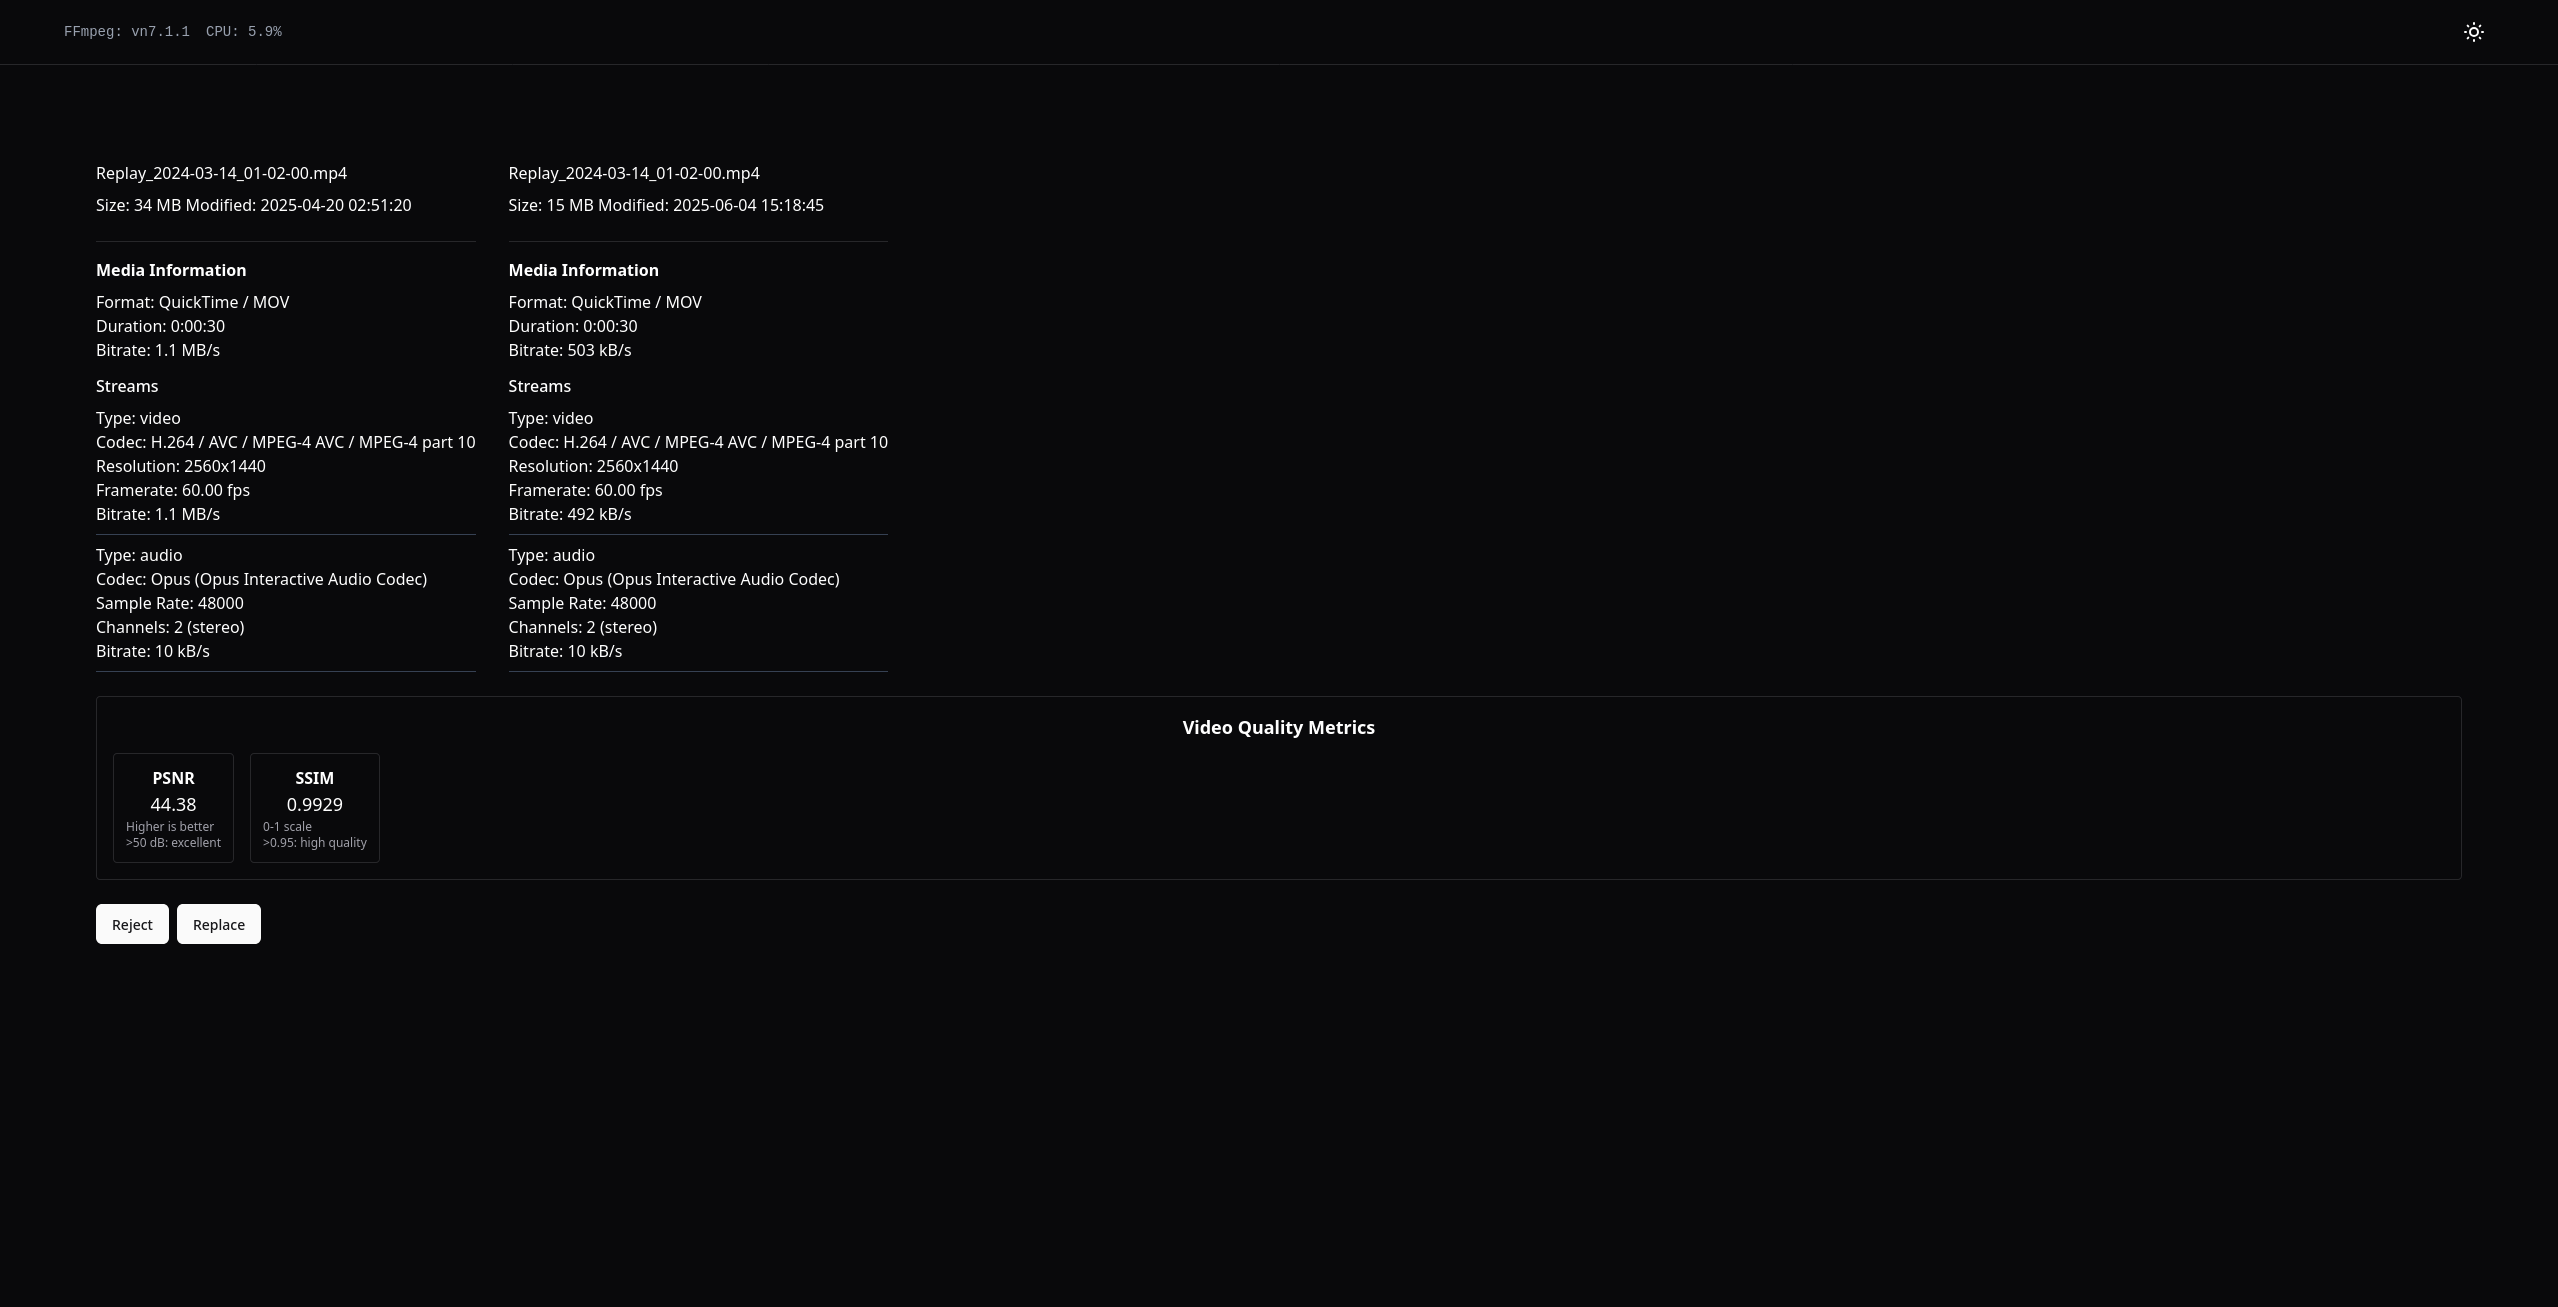 FFmpeg: vn7.1.1 CPU: 5.9%
Replay_2024-03-14_01-02-00.mp4
Size: 34 MB Modified: 2025-04-20 02:51:20
Media Information
Format: QuickTime / MOV
Duration: 0:00:30
Bitrate: 1.1 MB/s
Streams
Type: video
Codec: H.264 / AVC / MPEG-4 AVC / MPEG-4 part 10
Resolution: 2560x1440
Framerate: 60.00 fps
Bitrate: 1.1 MB/s
Type: audio
Codec: Opus (Opus Interactive Audio Codec)
Sample Rate: 48000
Channels: 2 (stereo)
Bitrate: 10 kB/s
Replay_2024-03-14_01-02-00.mp4
Size: 15 MB Modified: 2025-06-04 15:18:45
Media Information
Format: QuickTime / MOV
Duration: 0:00:30
Bitrate: 503 kB/s
Streams
Type: video
Codec: H.264 / AVC / MPEG-4 AVC / MPEG-4 part 10
Resolution: 2560x1440
Framerate: 60.00 fps
Bitrate: 492 kB/s
Type: audio
Codec: Opus (Opus Interactive Audio Codec)
Sample Rate: 48000
Channels: 2 (stereo)
Bitrate: 10 kB/s
Video Quality Metrics
PSNR
44.38
Higher is better
>50 dB: excellent
SSIM
0.9929
0-1 scale
>0.95: high quality
Reject
Replace